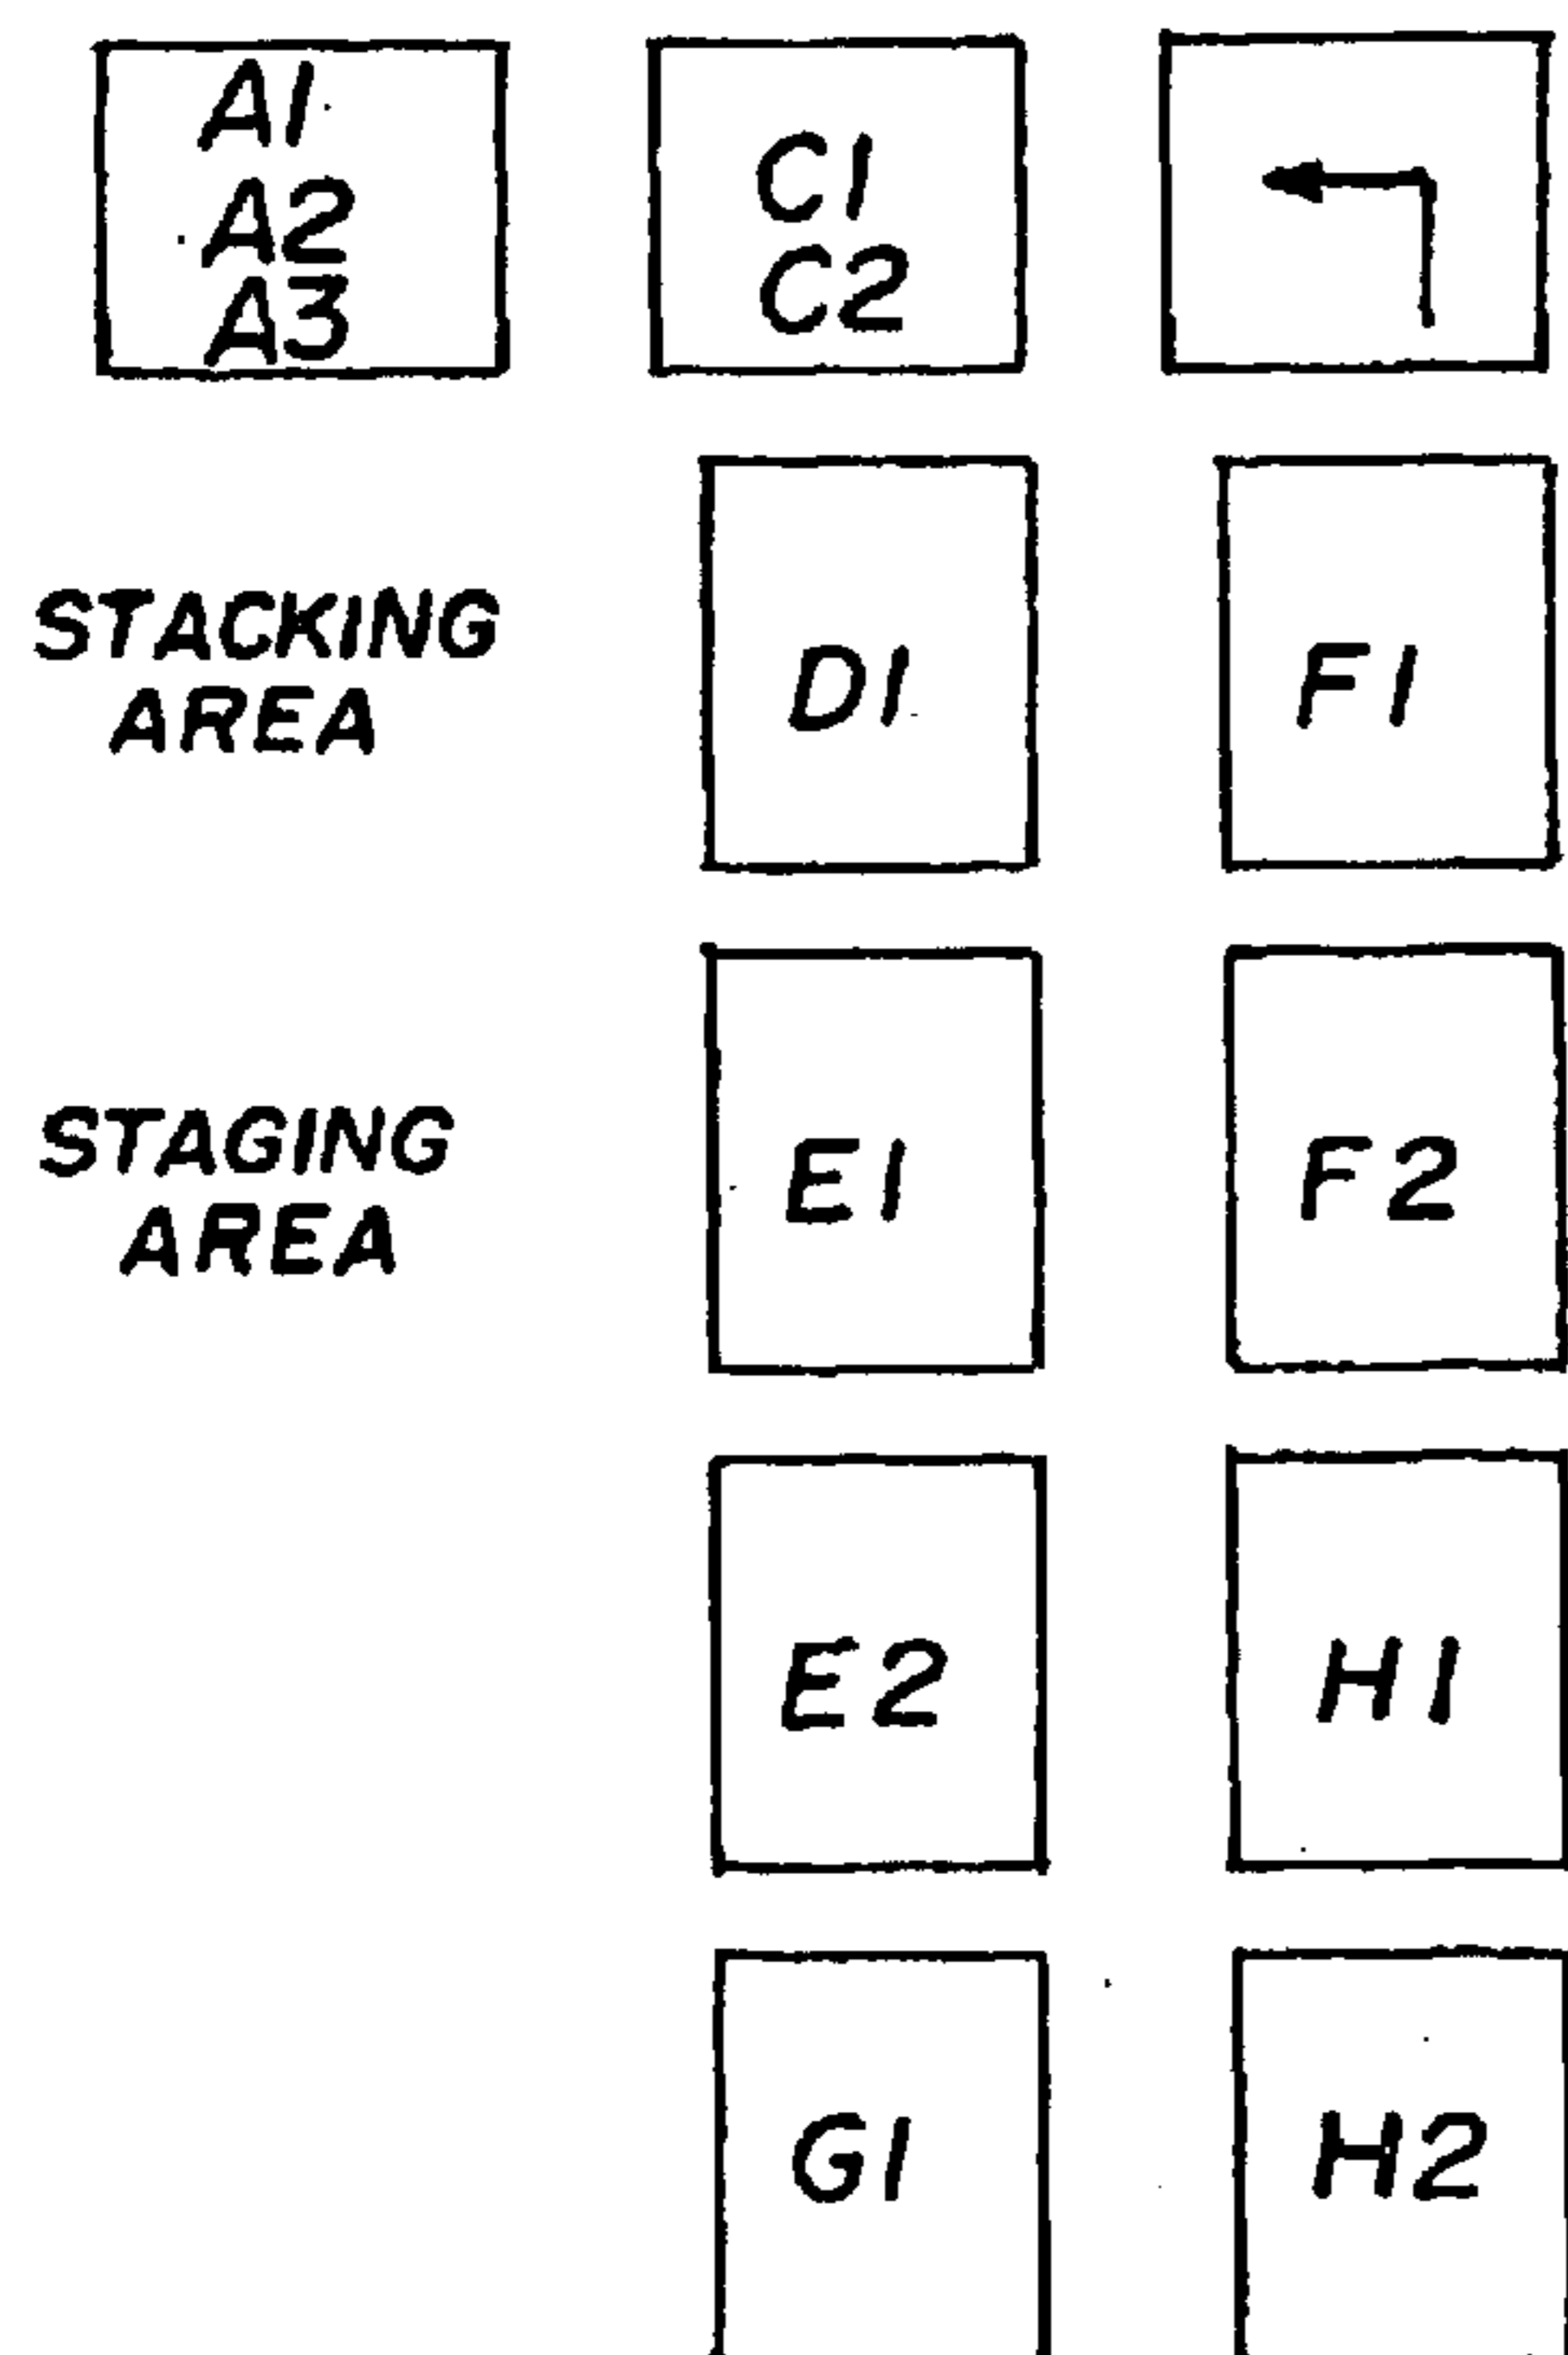 A1
A2
A3
C1
C2
STACKING
AREA
D1
F1
STAGING
AREA
E1
F2
E2
H1
G1
H2